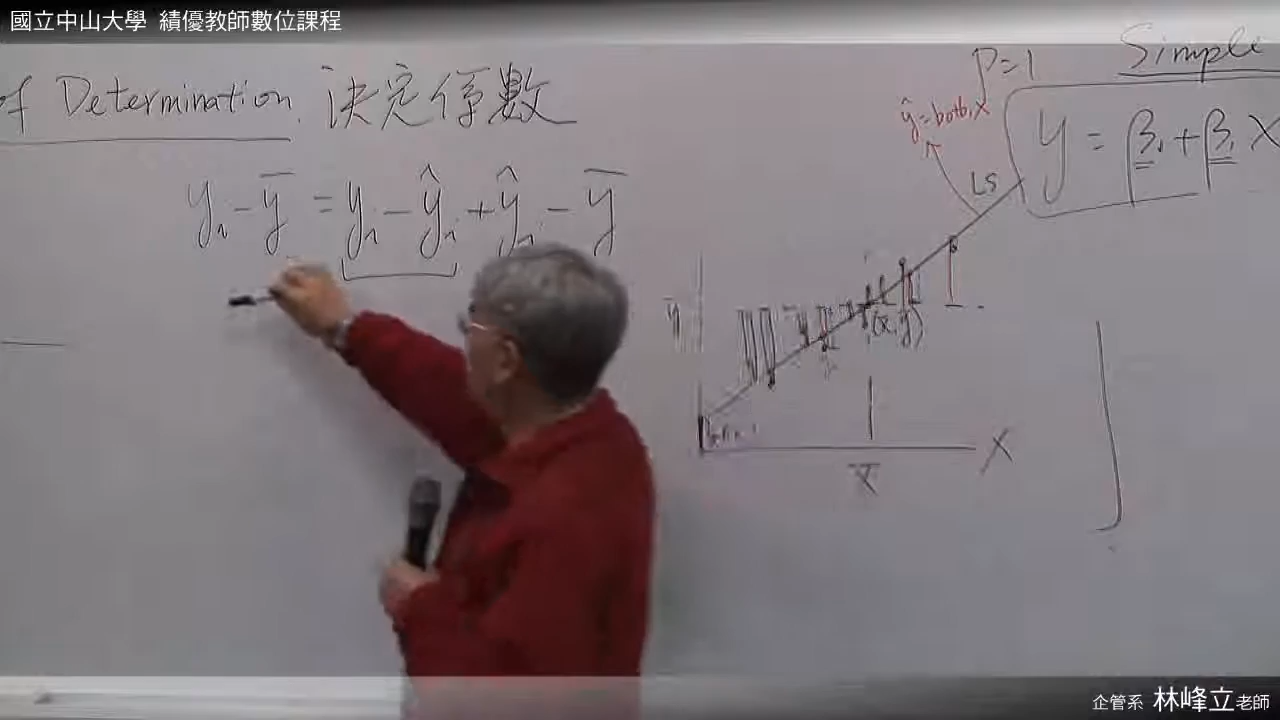 國立中山大學 績優教師數位課程
of Determination. 決定係數
P=1
Simple
ŷ=b₀+b₁X
y = β₀+β₁X
LS
yᵢ-ȳ=yᵢ-ŷᵢ+ŷᵢ-ȳ
ȳ
(x̄,ȳ)
X
x̄
企管系 林峰立老師